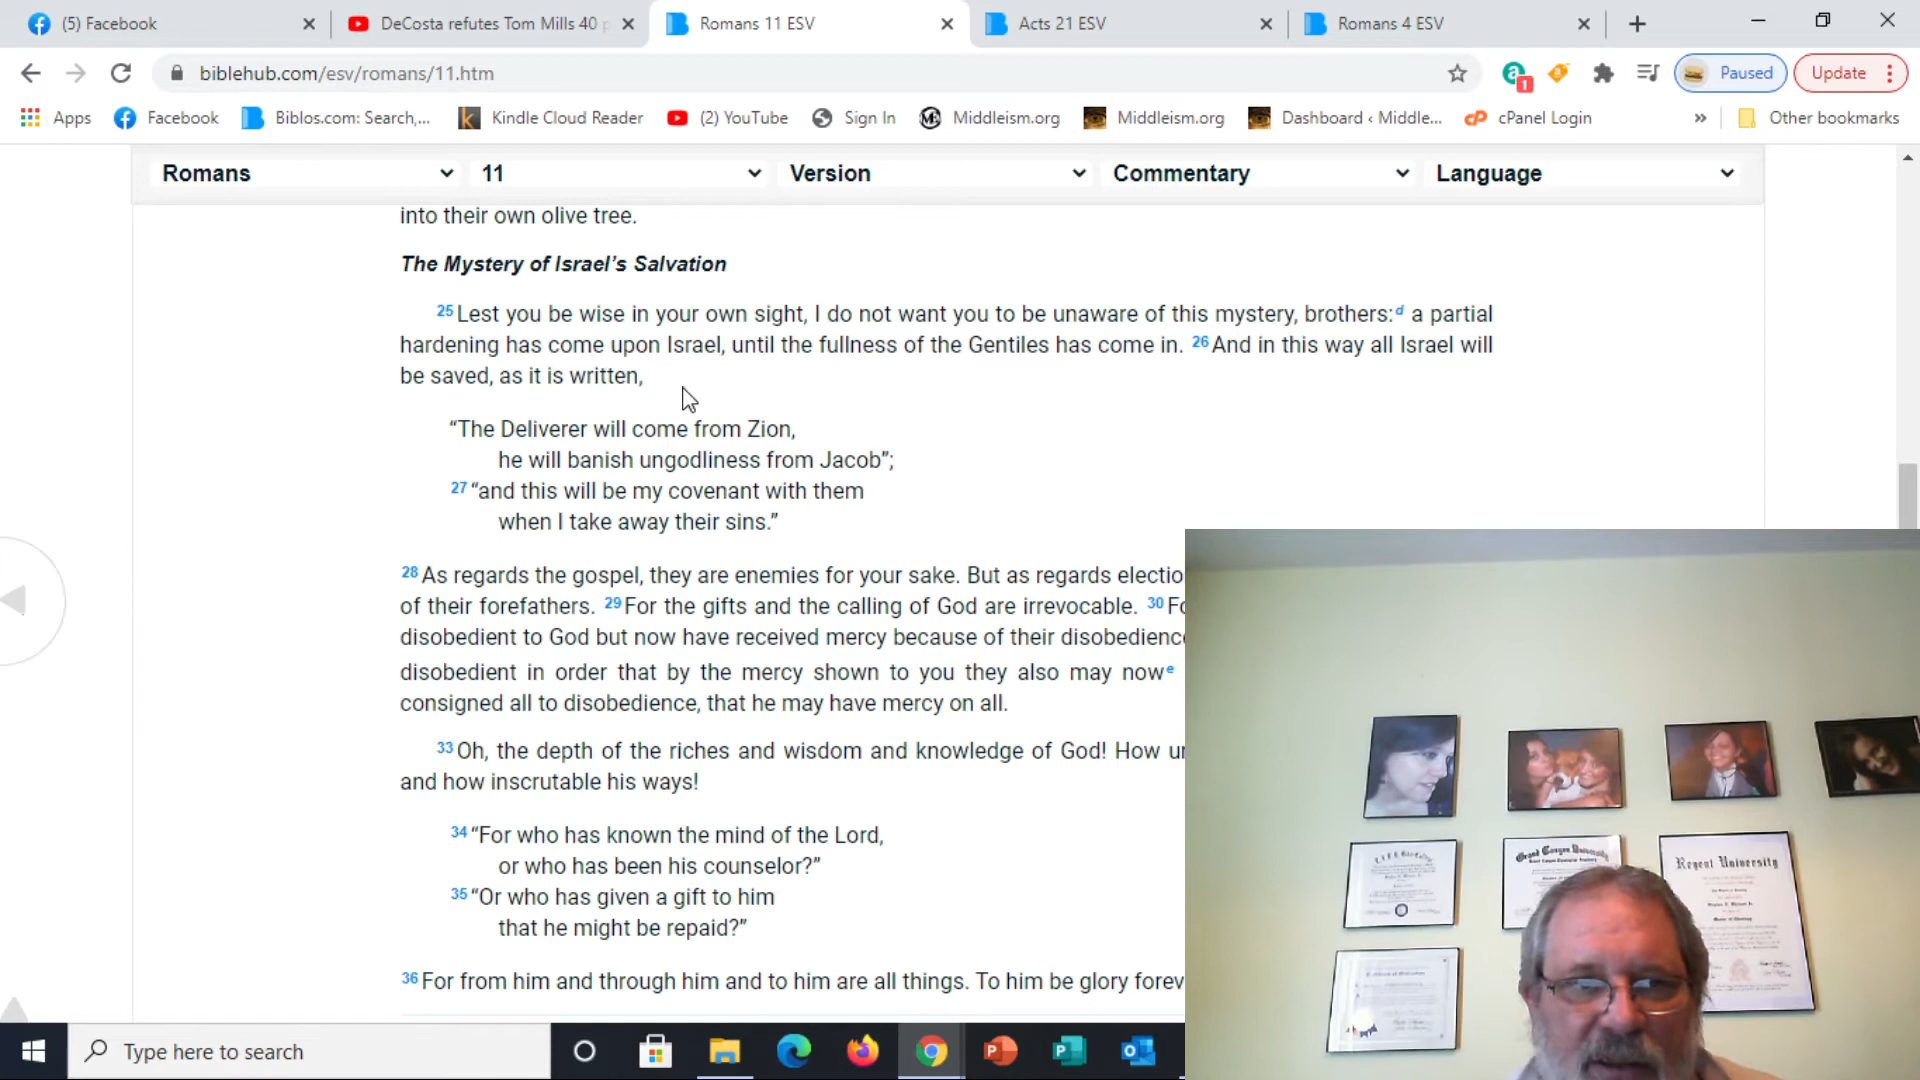 (5) Facebook
DeCosta refutes Tom Mills 40 p
Romans 11 ESV
Acts 21 ESV
Romans 4 ESV
biblehub.com/esv/romans/11.htm
1
Paused
Update
Apps
Facebook
Biblos.com: Search,...
Kindle Cloud Reader
(2) YouTube
Sign In
Middleism.org
Middleism.org
Dashboard ‹ Middle...
cPanel Login
»
Other bookmarks
Romans
11
Version
Commentary
Language
into their own olive tree.
The Mystery of Israel's Salvation
25 Lest you be wise in your own sight, I do not want you to be unaware of this mystery, brothers:d a partial
hardening has come upon Israel, until the fullness of the Gentiles has come in. 26 And in this way all Israel will
be saved, as it is written,
“The Deliverer will come from Zion,
he will banish ungodliness from Jacob”;
27 “and this will be my covenant with them
when I take away their sins.”
28 As regards the gospel, they are enemies for your sake. But as regards electio
of their forefathers. 29 For the gifts and the calling of God are irrevocable. 30 Fo
disobedient to God but now have received mercy because of their disobedience
disobedient in order that by the mercy shown to you they also may now e
consigned all to disobedience, that he may have mercy on all.
33 Oh, the depth of the riches and wisdom and knowledge of God! How un
and how inscrutable his ways!
34 “For who has known the mind of the Lord,
or who has been his counselor?”
35 “Or who has given a gift to him
that he might be repaid?”
36 For from him and through him and to him are all things. To him be glory forev
Grand Canyon University
Regent University
Type here to search